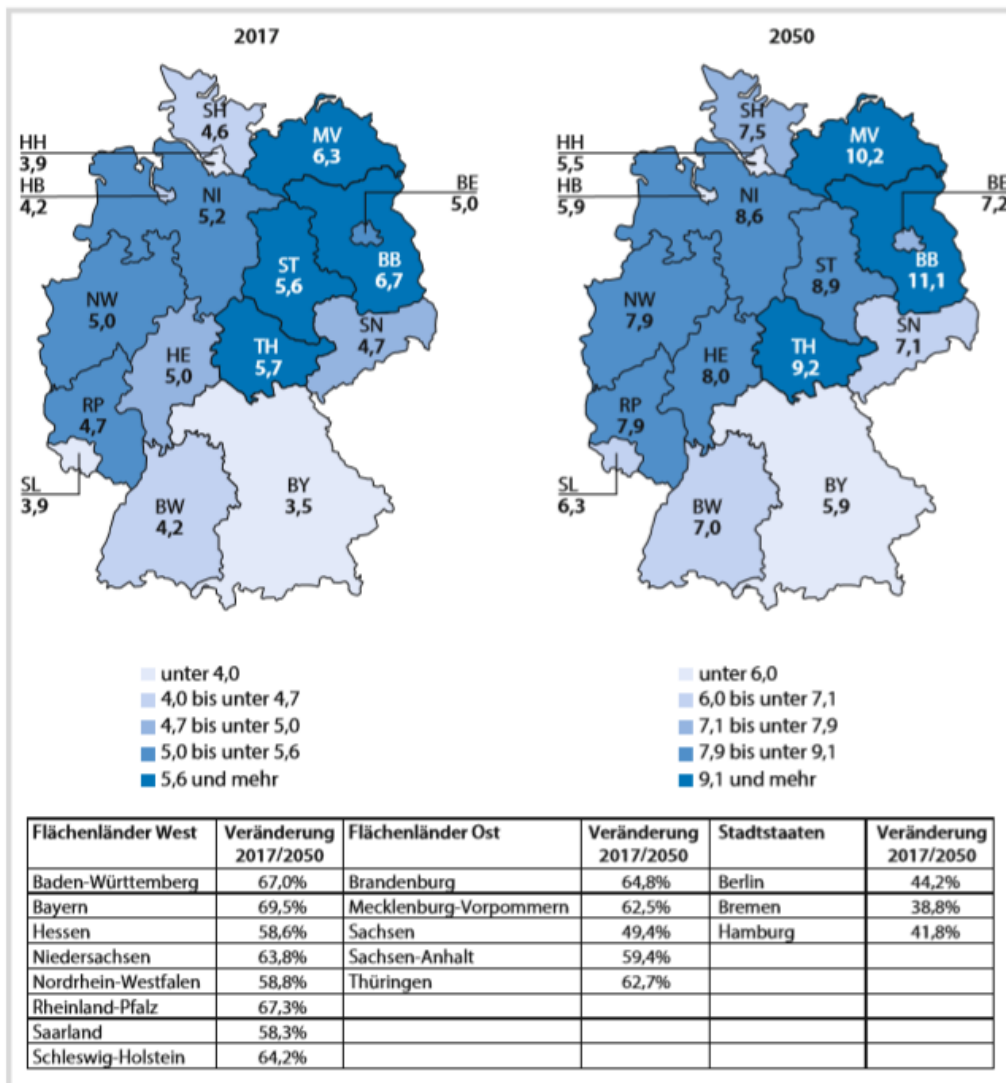 2017
SH
4,6
HH
3,9
HB
4,2
MV
6,3
BE
5,0
NI
5,2
ST
5,6
BB
6,7
NW
5,0
SN
4,7
HE
5,0
TH
5,7
RP
4,7
SL
3,9
BW
4,2
BY
3,5
unter 4,0
4,0 bis unter 4,7
4,7 bis unter 5,0
5,0 bis unter 5,6
5,6 und mehr
2050
SH
7,5
HH
5,5
HB
5,9
MV
10,2
BE
7,2
NI
8,6
ST
8,9
BB
11,1
NW
7,9
SN
7,1
HE
8,0
TH
9,2
RP
7,9
SL
6,3
BW
7,0
BY
5,9
unter 6,0
6,0 bis unter 7,1
7,1 bis unter 7,9
7,9 bis unter 9,1
9,1 und mehr
Flächenländer West Veränderung 2017/2050 Flächenländer Ost Veränderung 2017/2050 Stadtstaaten Veränderung 2017/2050
Baden-Württemberg 67,0% Brandenburg 64,8% Berlin 44,2%
Bayern 69,5% Mecklenburg-Vorpommern 62,5% Bremen 38,8%
Hessen 58,6% Sachsen 49,4% Hamburg 41,8%
Niedersachsen 63,8% Sachsen-Anhalt 59,4%
Nordrhein-Westfalen 58,8% Thüringen 62,7%
Rheinland-Pfalz 67,3%
Saarland 58,3%
Schleswig-Holstein 64,2%